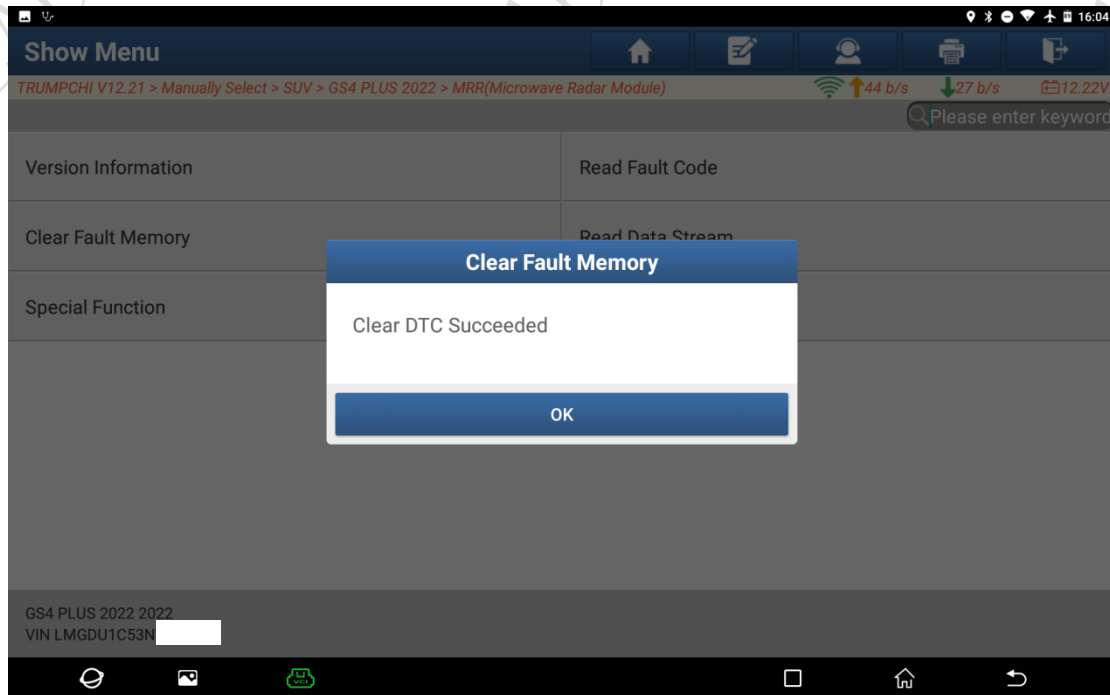 16:04
Show Menu
TRUMPCHI V12.21 > Manually Select > SUV > GS4 PLUS 2022 > MRR(Microwave Radar Module)
44 b/s
27 b/s
12.22V
Please enter keyword
Version Information
Read Fault Code
Clear Fault Memory
Read Data Stream
Special Function
Clear Fault Memory
Clear DTC Succeeded
OK
GS4 PLUS 2022 2022
VIN LMGDU1C53N
VCI